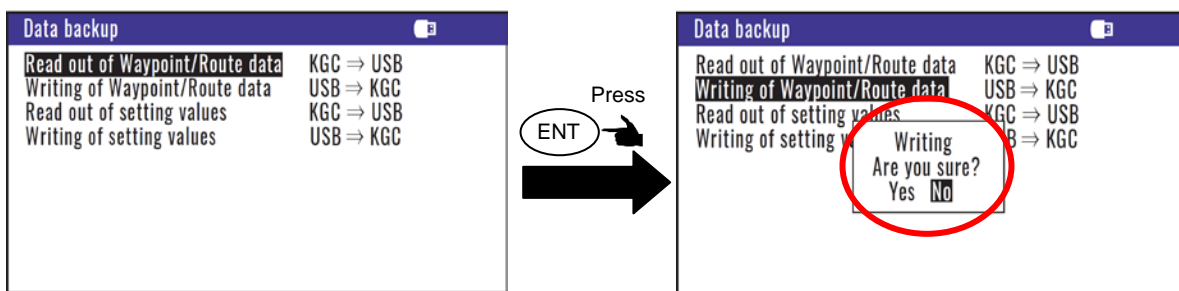 Data backup
Read out of Waypoint/Route data KGC ⇒ USB
Writing of Waypoint/Route data USB ⇒ KGC
Read out of setting values KGC ⇒ USB
Writing of setting values USB ⇒ KGC
Press
ENT
Data backup
Read out of Waypoint/Route data KGC ⇒ USB
Writing of Waypoint/Route data USB ⇒ KGC
Read out of setting values KGC ⇒ USB
Writing of setting ⇒ KGC
Writing
Are you sure?
Yes No